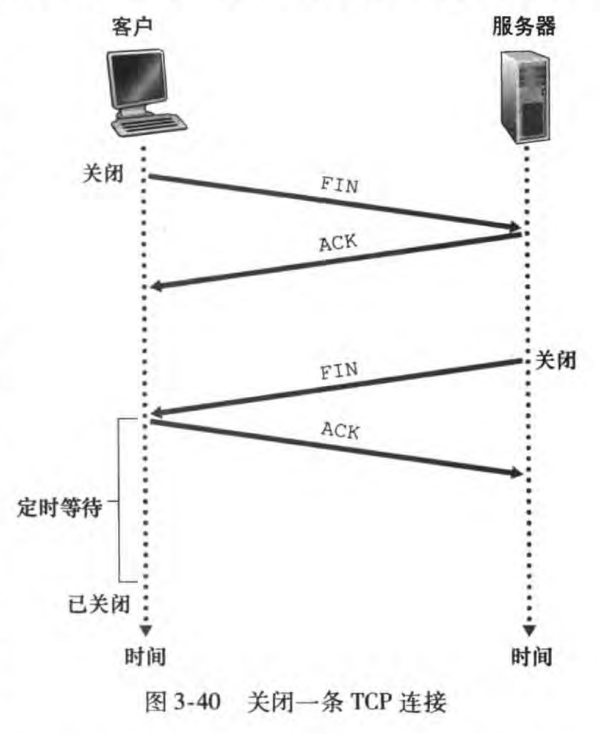 客户
服务器
关闭
FIN
ACK
关闭
FIN
ACK
定时等待
已关闭
时间
时间
图 3-40 关闭一条 TCP 连接